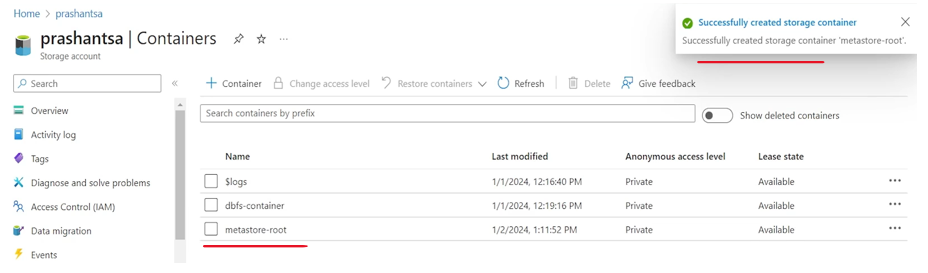 Home > prashantsa
prashantsa | Containers
Storage account
Successfully created storage container
Successfully created storage container 'metastore-root'.
Search
Overview
Activity log
Tags
Diagnose and solve problems
Access Control (IAM)
Data migration
Events
+ Container Change access level Restore containers Refresh Delete Give feedback
Search containers by prefix Show deleted containers
Name Last modified Anonymous access level Lease state
$logs 1/1/2024, 12:16:40 PM Private Available
dbfs-container 1/1/2024, 12:19:16 PM Private Available
metastore-root 1/2/2024, 1:11:52 PM Private Available